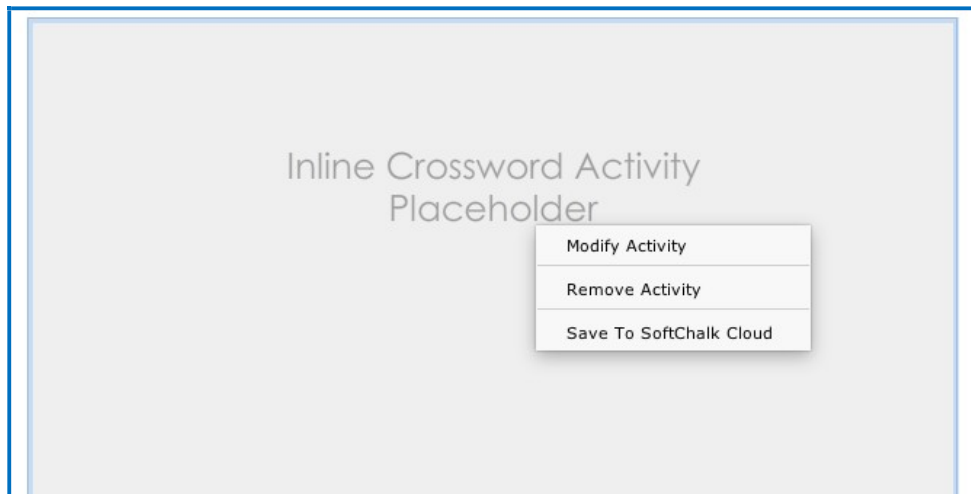 Inline Crossword Activity
Placeholder
Modify Activity
Remove Activity
Save To SoftChalk Cloud